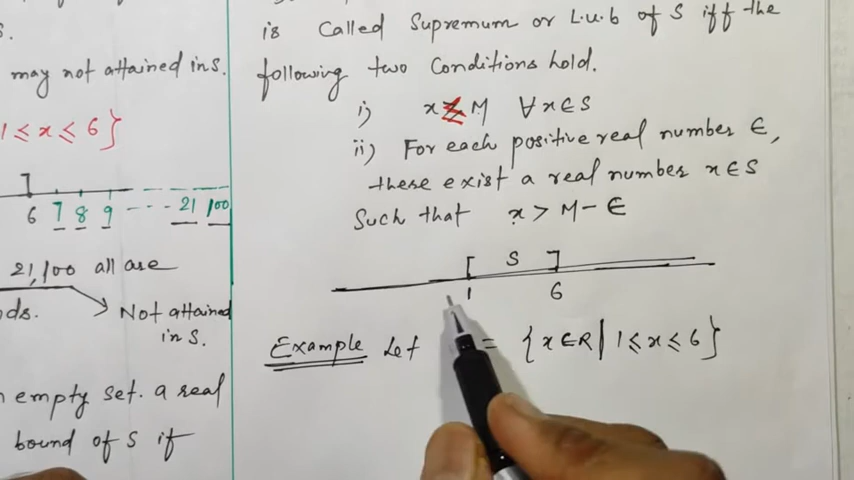 s.
may not attained in s.
1 ≤ x ≤ 6}
]
6 7 8 9 --- 21 100
21, 100 all are
ds.
Not attained
in s.
empty set. a real
bound of S if
is Called Supremum or l.u.b of S iff the
following two Conditions hold.
i) x ≤ M ∀ x ∈ S
ii) For each positive real number ∈,
there exist a real number x ∈ S
Such that x > M - ∈
[ S ]
1 6
Example Let = {x ∈ R | 1 ≤ x ≤ 6}